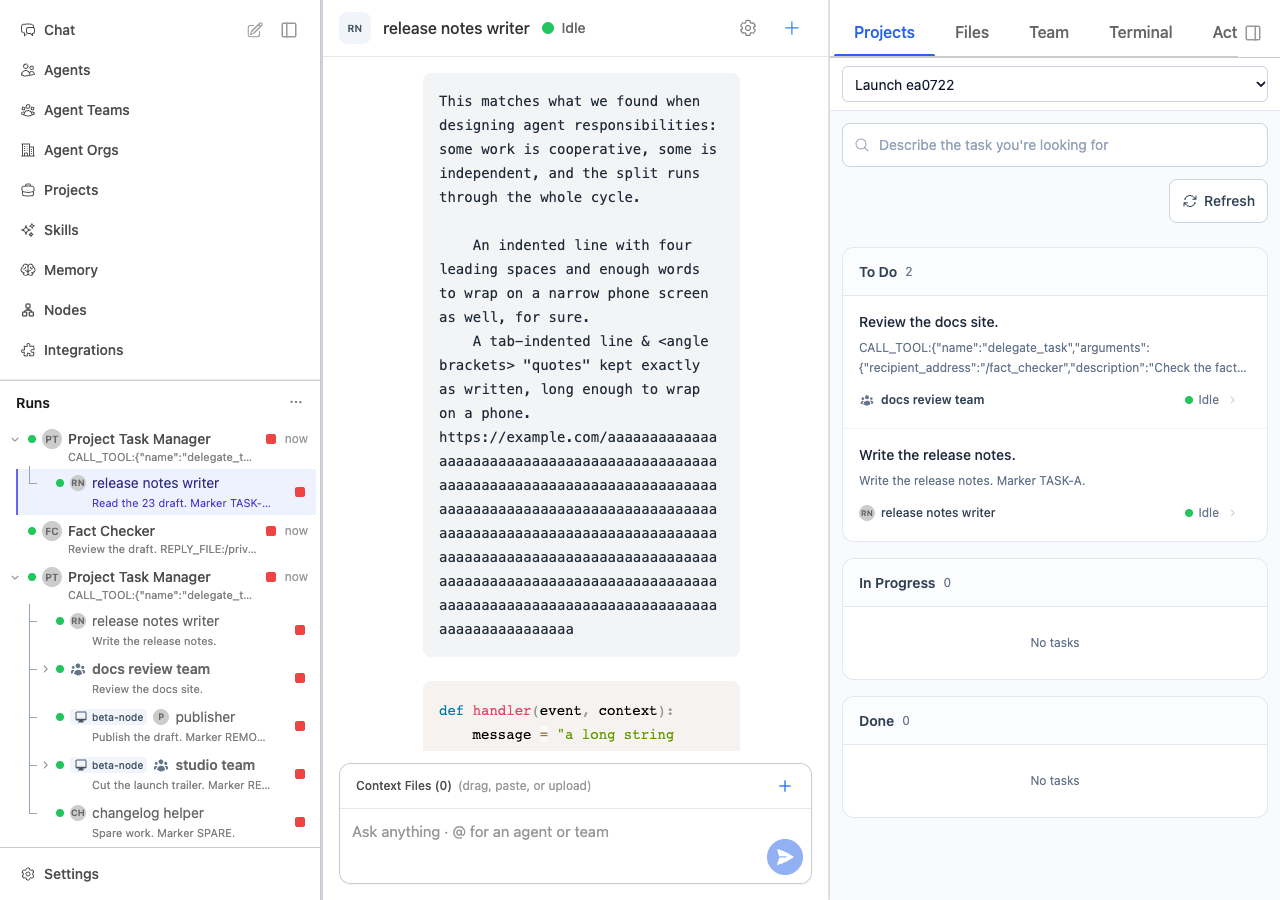 Chat
Agents
Agent Teams
Agent Orgs
Projects
Skills
Memory
Nodes
Integrations
Runs
PT Project Task Manager now
CALL_TOOL:{"name":"delegate_t...
RN release notes writer
Read the 23 draft. Marker TASK-...
FC Fact Checker now
Review the draft. REPLY_FILE:/priv...
PT Project Task Manager now
CALL_TOOL:{"name":"delegate_t...
RN release notes writer
Write the release notes.
docs review team
Review the docs site.
beta-node P publisher
Publish the draft. Marker REMO...
beta-node studio team
Cut the launch trailer. Marker RE...
CH changelog helper
Spare work. Marker SPARE.
Settings
RN release notes writer Idle
This matches what we found when
designing agent responsibilities:
some work is cooperative, some is
independent, and the split runs
through the whole cycle.
    An indented line with four
leading spaces and enough words
to wrap on a narrow phone screen
as well, for sure.
    A tab-indented line & <angle
brackets> "quotes" kept exactly
as written, long enough to wrap
on a phone.
https://example.com/aaaaaaaaaaaaa
aaaaaaaaaaaaaaaaaaaaaaaaaaaaaaaaa
aaaaaaaaaaaaaaaaaaaaaaaaaaaaaaaaa
aaaaaaaaaaaaaaaaaaaaaaaaaaaaaaaaa
aaaaaaaaaaaaaaaaaaaaaaaaaaaaaaaaa
aaaaaaaaaaaaaaaaaaaaaaaaaaaaaaaaa
aaaaaaaaaaaaaaaaaaaaaaaaaaaaaaaaa
aaaaaaaaaaaaaaaaaaaaaaaaaaaaaaaaa
aaaaaaaaaaaaaaaa
def handler(event, context):
    message = "a long string
Context Files (0) (drag, paste, or upload)
Ask anything · @ for an agent or team
Projects Files Team Terminal Act
Launch ea0722
Describe the task you're looking for
Refresh
To Do 2
Review the docs site.
CALL_TOOL:{"name":"delegate_task","arguments":
{"recipient_address":"/fact_checker","description":"Check the fact...
docs review team Idle
Write the release notes.
Write the release notes. Marker TASK-A.
RN release notes writer Idle
In Progress 0
No tasks
Done 0
No tasks